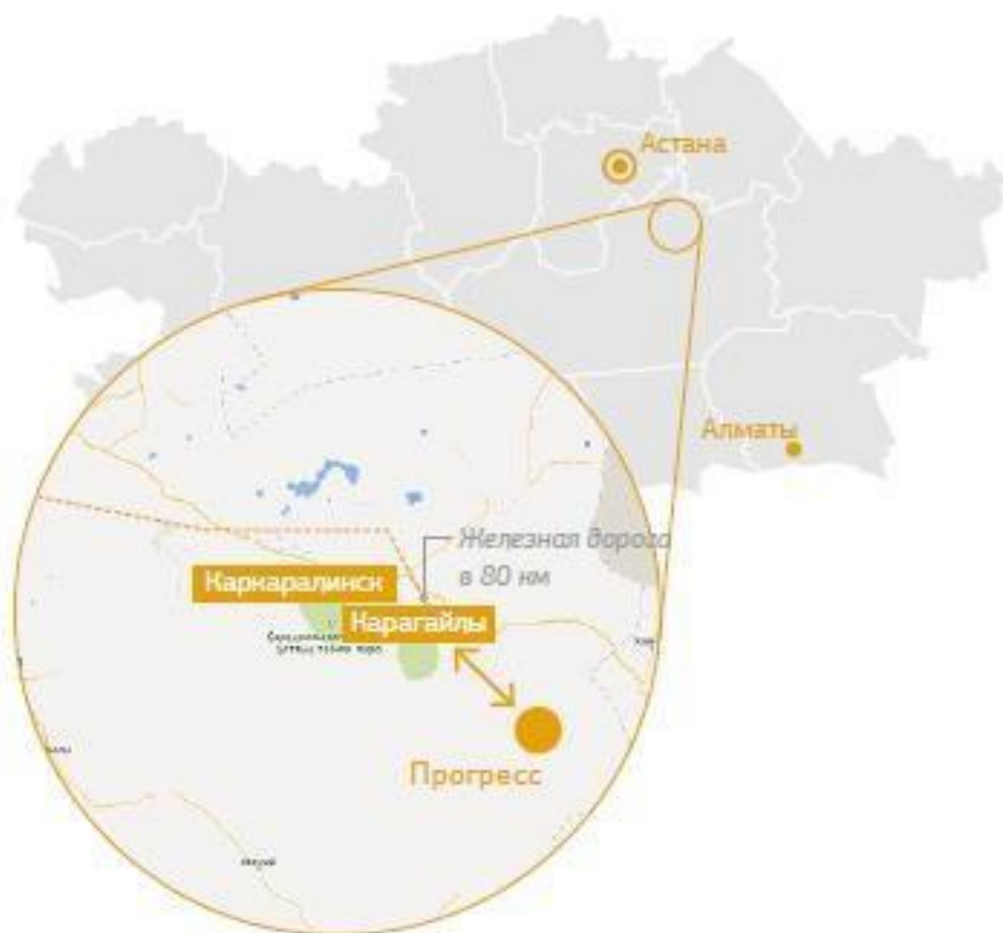 Астана
Алматы
Железная дорога
в 80 км
Каркаралинск
Карагайлы
Прогресс